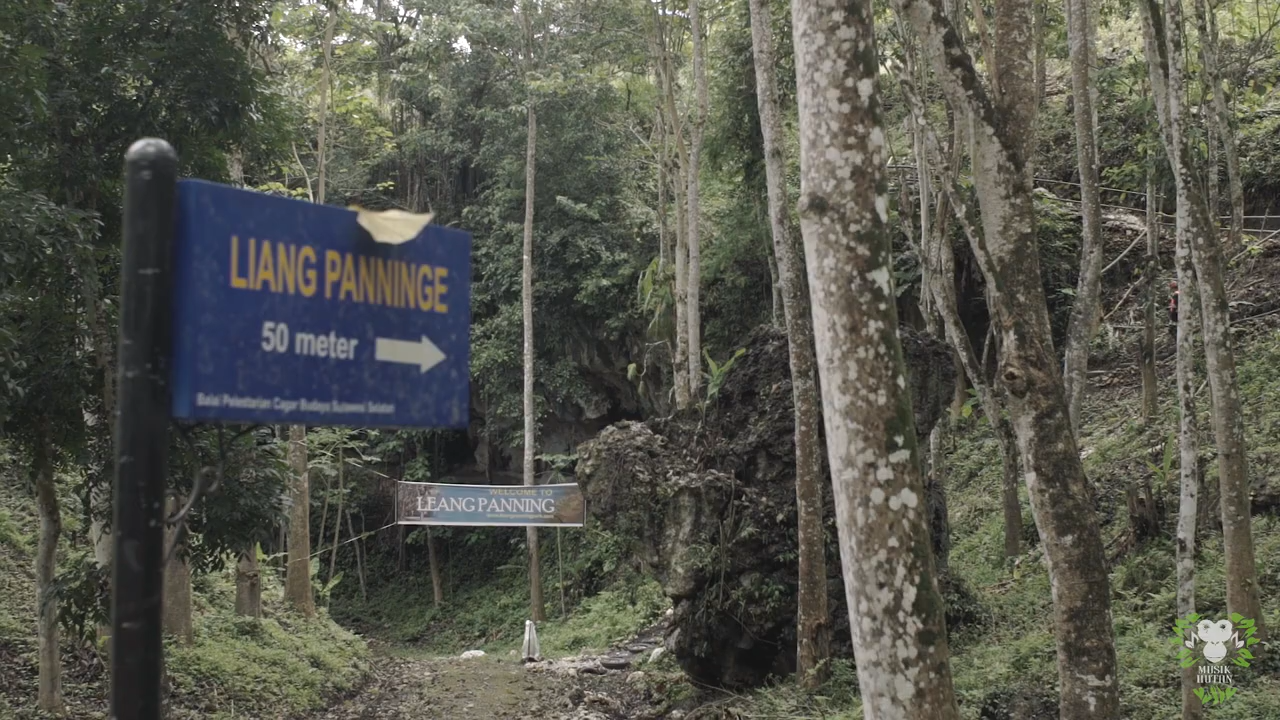 LIANG PANNINGE
50 meter
Balai Pelestarian Cagar Budaya Sulawesi Selatan
WELCOME TO
LEANG PANNING
MUSIK
HUTAN